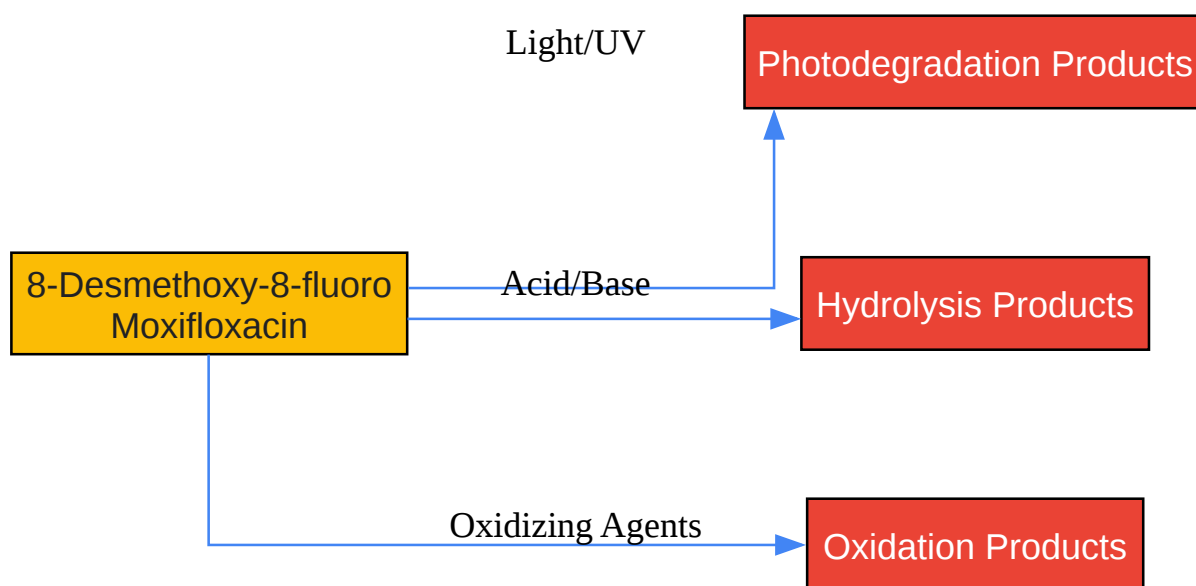 Light/UV
Photodegradation Products
8-Desmethoxy-8-fluoro
Moxifloxacin
Acid/Base
Hydrolysis Products
Oxidizing Agents
Oxidation Products